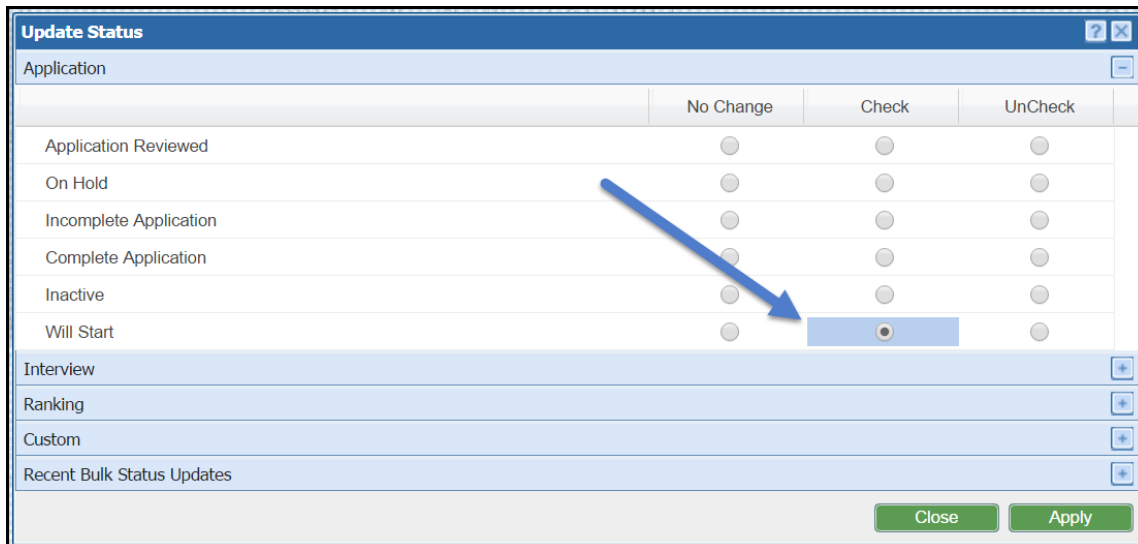 Update Status
Application
No Change Check UnCheck
Application Reviewed
On Hold
Incomplete Application
Complete Application
Inactive
Will Start
Interview
Ranking
Custom
Recent Bulk Status Updates
Close Apply